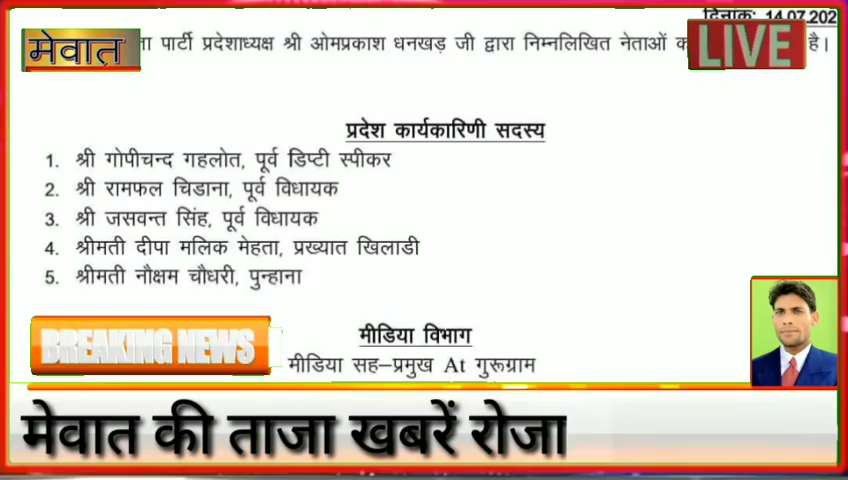 दिनांक: 14.07.202
मेवात
पार्टी प्रदेशाध्यक्ष श्री ओमप्रकाश धनखड़ जी द्वारा निम्नलिखित नेताओं
है।
LIVE
प्रदेश कार्यकारिणी सदस्य
1. श्री गोपीचन्द गहलोत, पूर्व डिप्टी स्पीकर
2. श्री रामफल चिडाना, पूर्व विधायक
3. श्री जसवन्त सिंह, पूर्व विधायक
4. श्रीमती दीपा मलिक मेहता, प्रख्यात खिलाडी
5. श्रीमती नौक्षम चौधरी, पुन्हाना
BREAKING NEWS
मीडिया विभाग
मीडिया सह–प्रमुख At गुरूग्राम
मेवात की ताजा खबरें रोजा